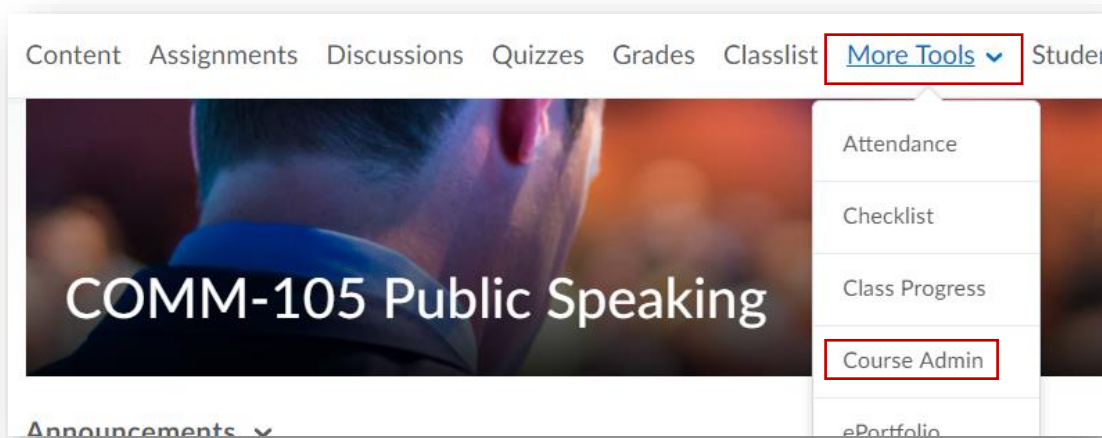 Content Assignments Discussions Quizzes Grades Classlist More Tools
Attendance
Checklist
Class Progress
COMM-105 Public Speaking
Course Admin
Announcements
ePortfolio